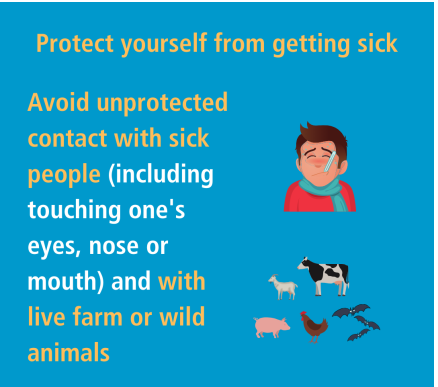 Protect yourself from getting sick
Avoid unprotected
contact with sick
people (including
touching one's
eyes, nose or
mouth) and with
live farm or wild
animals